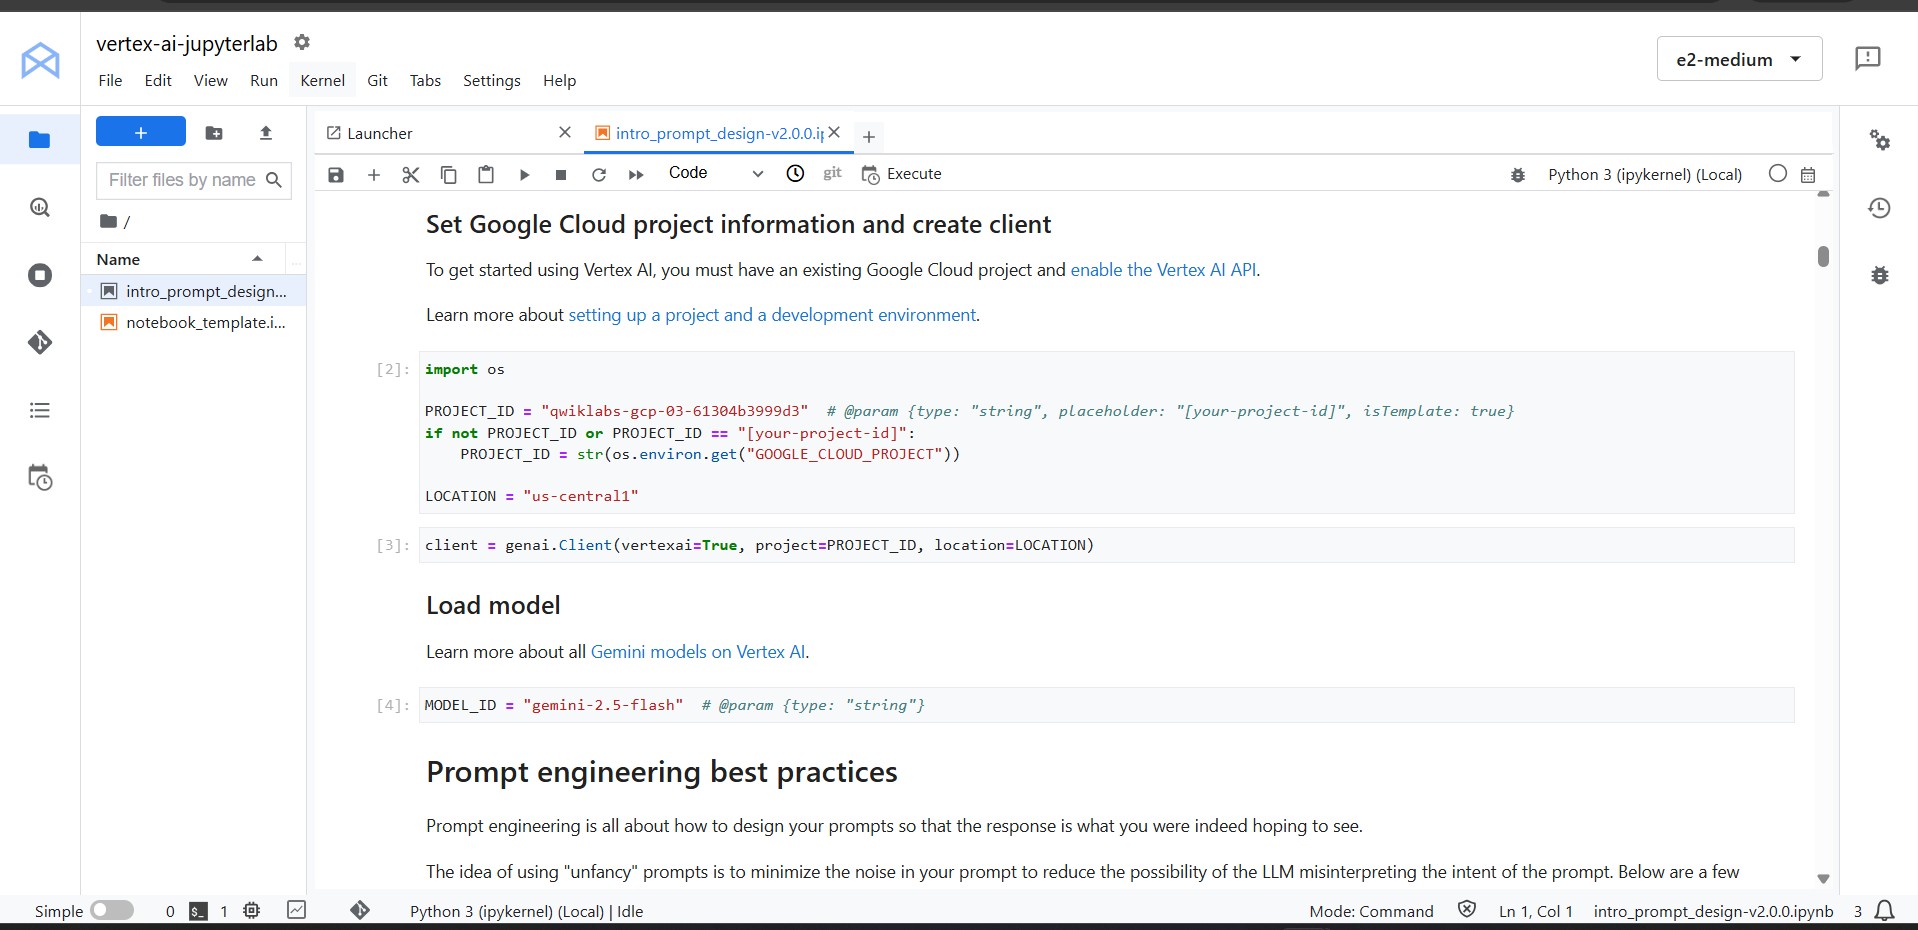 vertex-ai-jupyterlab
e2-medium
File Edit View Run Kernel Git Tabs Settings Help
+
Filter files by name
/
Name
intro_prompt_design...
notebook_template.i...
Launcher
intro_prompt_design-v2.0.0.i
Code
git
Execute
Python 3 (ipykernel) (Local)
Set Google Cloud project information and create client
To get started using Vertex AI, you must have an existing Google Cloud project and enable the Vertex AI API.
Learn more about setting up a project and a development environment.
[2]: import os
PROJECT_ID = "qwiklabs-gcp-03-61304b3999d3"  # @param {type: "string", placeholder: "[your-project-id]", isTemplate: true}
if not PROJECT_ID or PROJECT_ID == "[your-project-id]":
    PROJECT_ID = str(os.environ.get("GOOGLE_CLOUD_PROJECT"))
LOCATION = "us-central1"
[3]: client = genai.Client(vertexai=True, project=PROJECT_ID, location=LOCATION)
Load model
Learn more about all Gemini models on Vertex AI.
[4]: MODEL_ID = "gemini-2.5-flash"  # @param {type: "string"}
Prompt engineering best practices
Prompt engineering is all about how to design your prompts so that the response is what you were indeed hoping to see.
The idea of using "unfancy" prompts is to minimize the noise in your prompt to reduce the possibility of the LLM misinterpreting the intent of the prompt. Below are a few
Simple 0 $_ 1 Python 3 (ipykernel) (Local) | Idle Mode: Command Ln 1, Col 1 intro_prompt_design-v2.0.0.ipynb 3